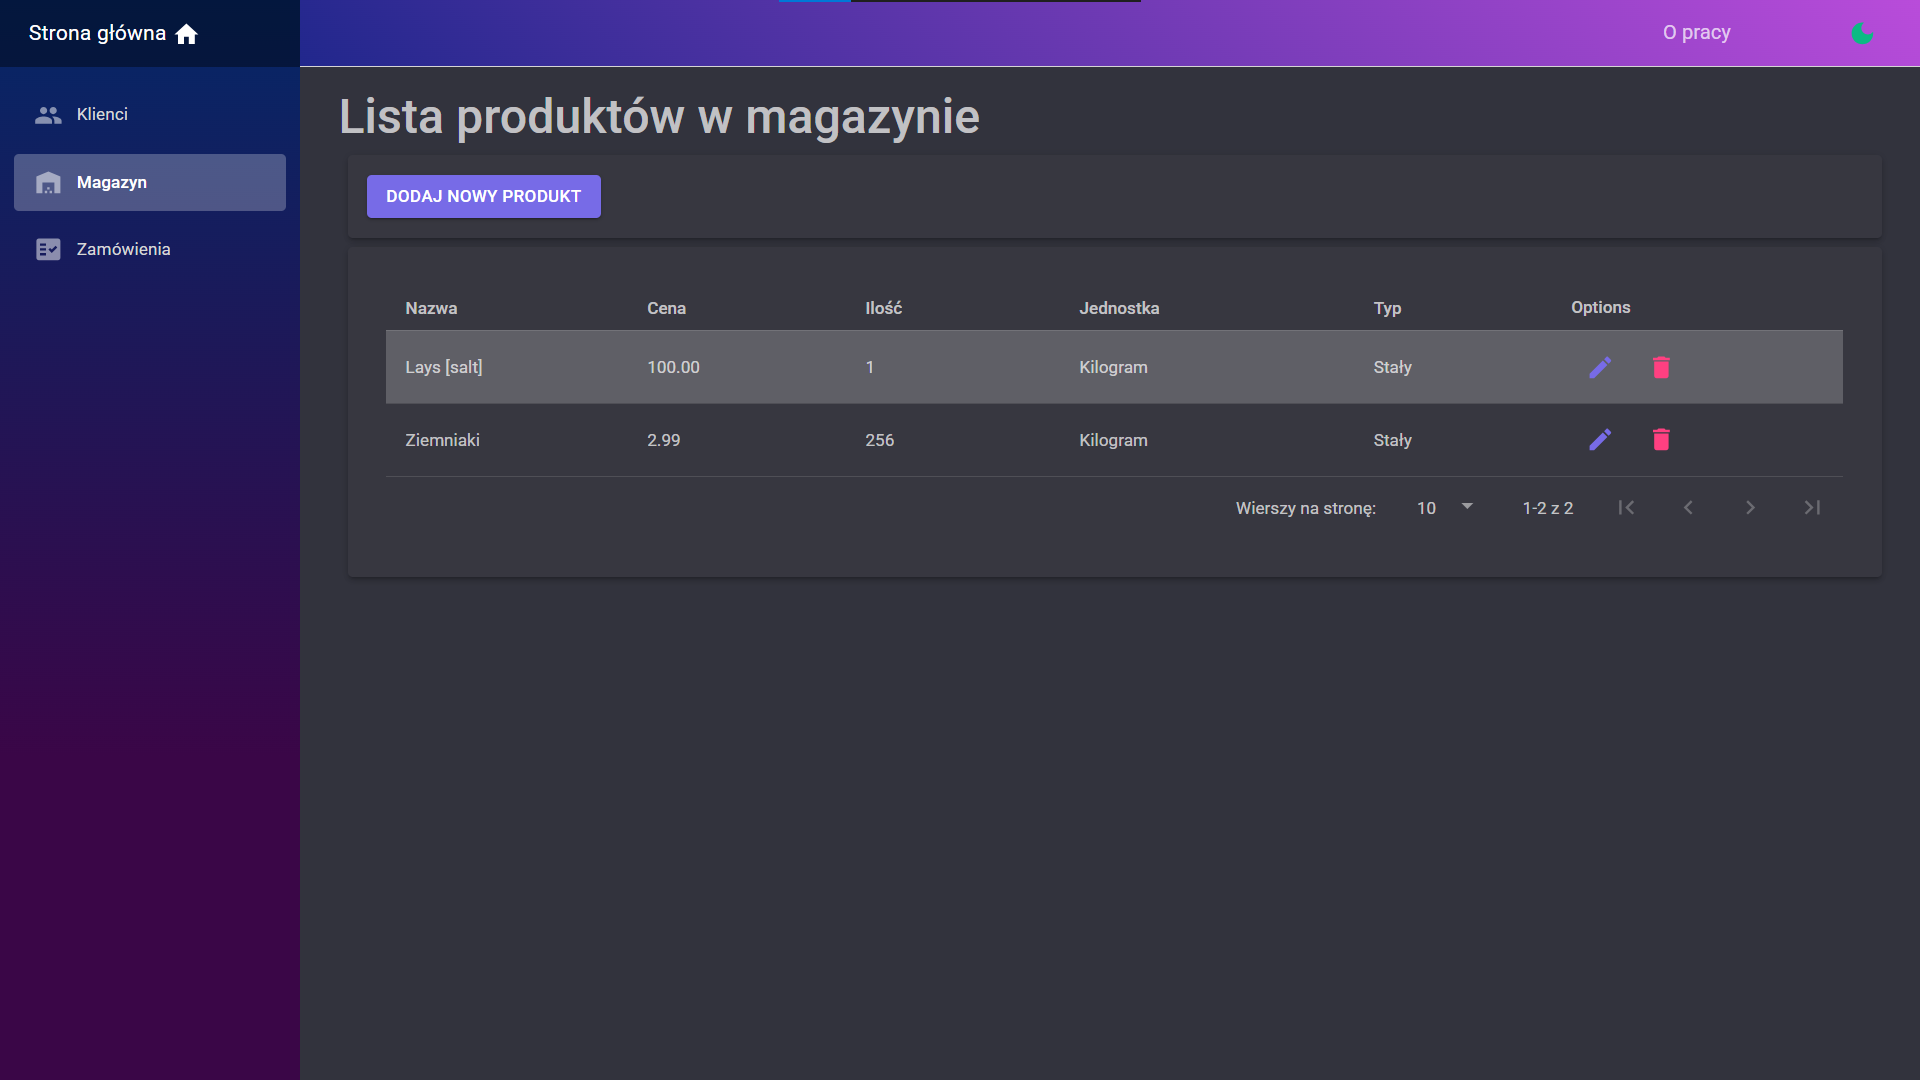 Strona główna
O pracy
Klienci
Magazyn
Zamówienia
Lista produktów w magazynie
DODAJ NOWY PRODUKT
Nazwa Cena Ilość Jednostka Typ Options
Lays [salt] 100.00 1 Kilogram Stały
Ziemniaki 2.99 256 Kilogram Stały
Wierszy na stronę: 10 1-2 z 2